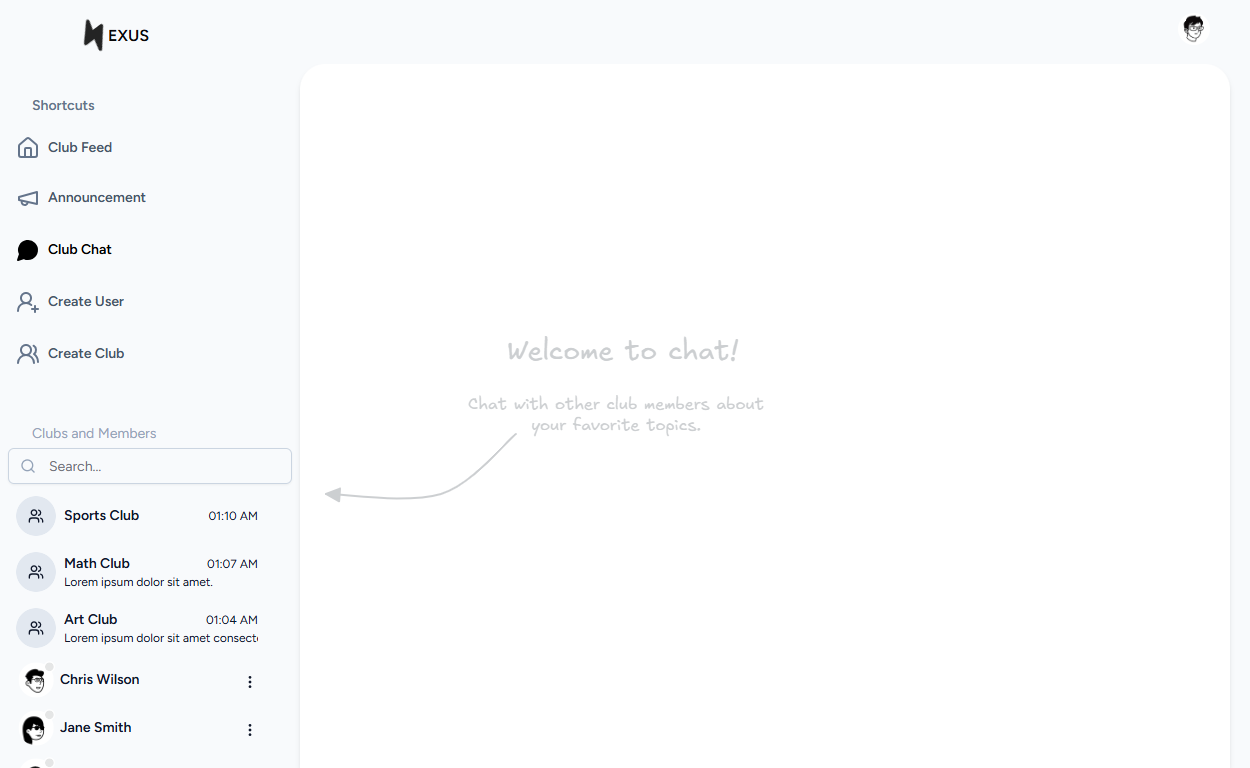 EXUS
Shortcuts
Club Feed
Announcement
Club Chat
Create User
Create Club
Clubs and Members
Search...
Sports Club 01:10 AM
Math Club 01:07 AM
Lorem ipsum dolor sit amet.
Art Club 01:04 AM
Lorem ipsum dolor sit amet consect
Chris Wilson
Jane Smith
Welcome to chat!
Chat with other club members about
your favorite topics.